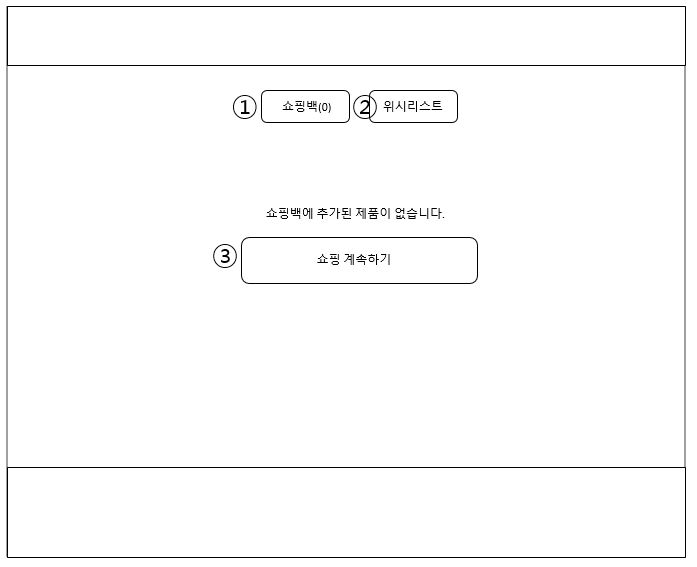 ① 쇼핑백(0) ② 위시리스트
쇼핑백에 추가된 제품이 없습니다.
③ 쇼핑 계속하기